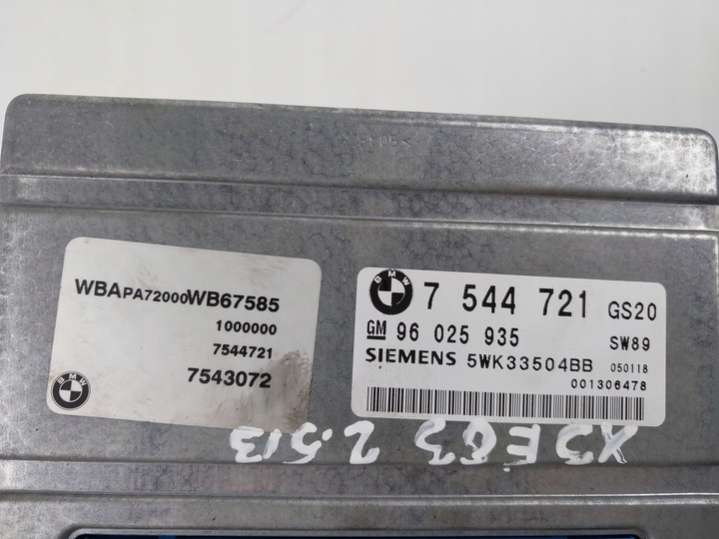 WBAPA72000WB67585
1000000
7544721
7543072
BMW
BMW
7 544 721 GS20
GM 96 025 935 SW89
SIEMENS 5WK33504BB 050118
001306478
X3 E83 2.5i3